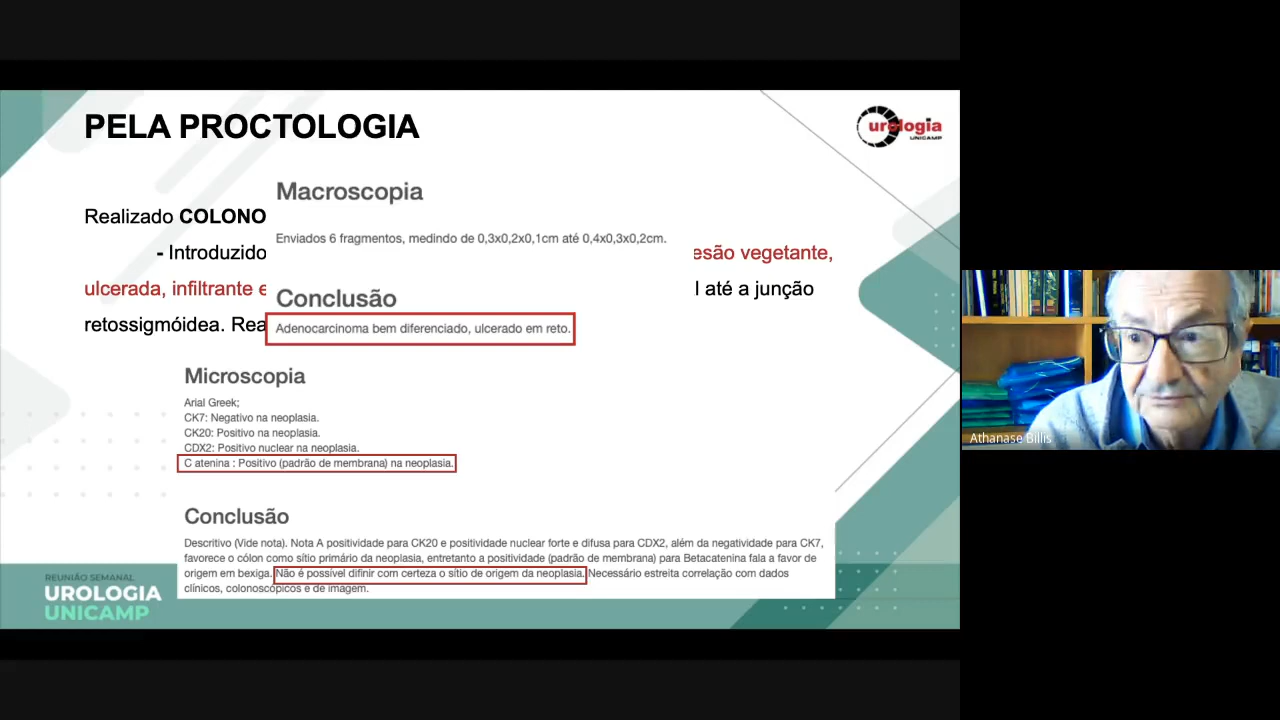 PELA PROCTOLOGIA
urologia
UNICAMP
Macroscopia
Realizado COLONO
Enviados 6 fragmentos, medindo de 0,3x0,2x0,1cm até 0,4x0,3x0,2cm.
- Introduzido esão vegetante,
ulcerada, infiltrante e l até a junção
Conclusão
retossigmóidea. Rea
Adenocarcinoma bem diferenciado, ulcerado em reto.
Microscopia
Arial Greek;
CK7: Negativo na neoplasia.
CK20: Positivo na neoplasia.
CDX2: Positivo nuclear na neoplasia.
C atenina : Positivo (padrão de membrana) na neoplasia.
Conclusão
Descritivo (Vide nota). Nota A positividade para CK20 e positividade nuclear forte e difusa para CDX2, além da negatividade para CK7,
favorece o cólon como sítio primário da neoplasia, entretanto a positividade (padrão de membrana) para Betacatenina fala a favor de
origem em bexiga. Não é possível difinir com certeza o sítio de origem da neoplasia. Necessário estreita correlação com dados
clínicos, colonoscópicos e de imagem.
REUNIÃO SEMANAL
UROLOGIA
UNICAMP
Athanase Billis